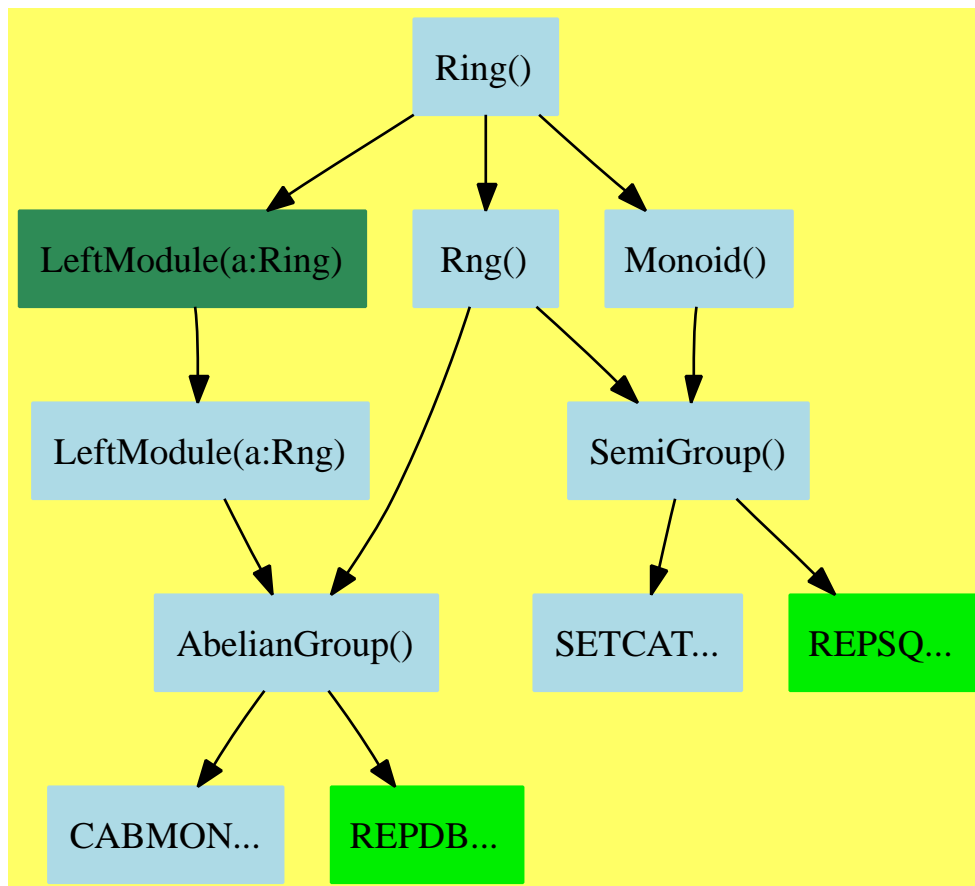 Ring()
LeftModule(a:Ring)
Rng()
Monoid()
LeftModule(a:Rng)
SemiGroup()
AbelianGroup()
SETCAT...
REPSQ...
CABMON...
REPDB...